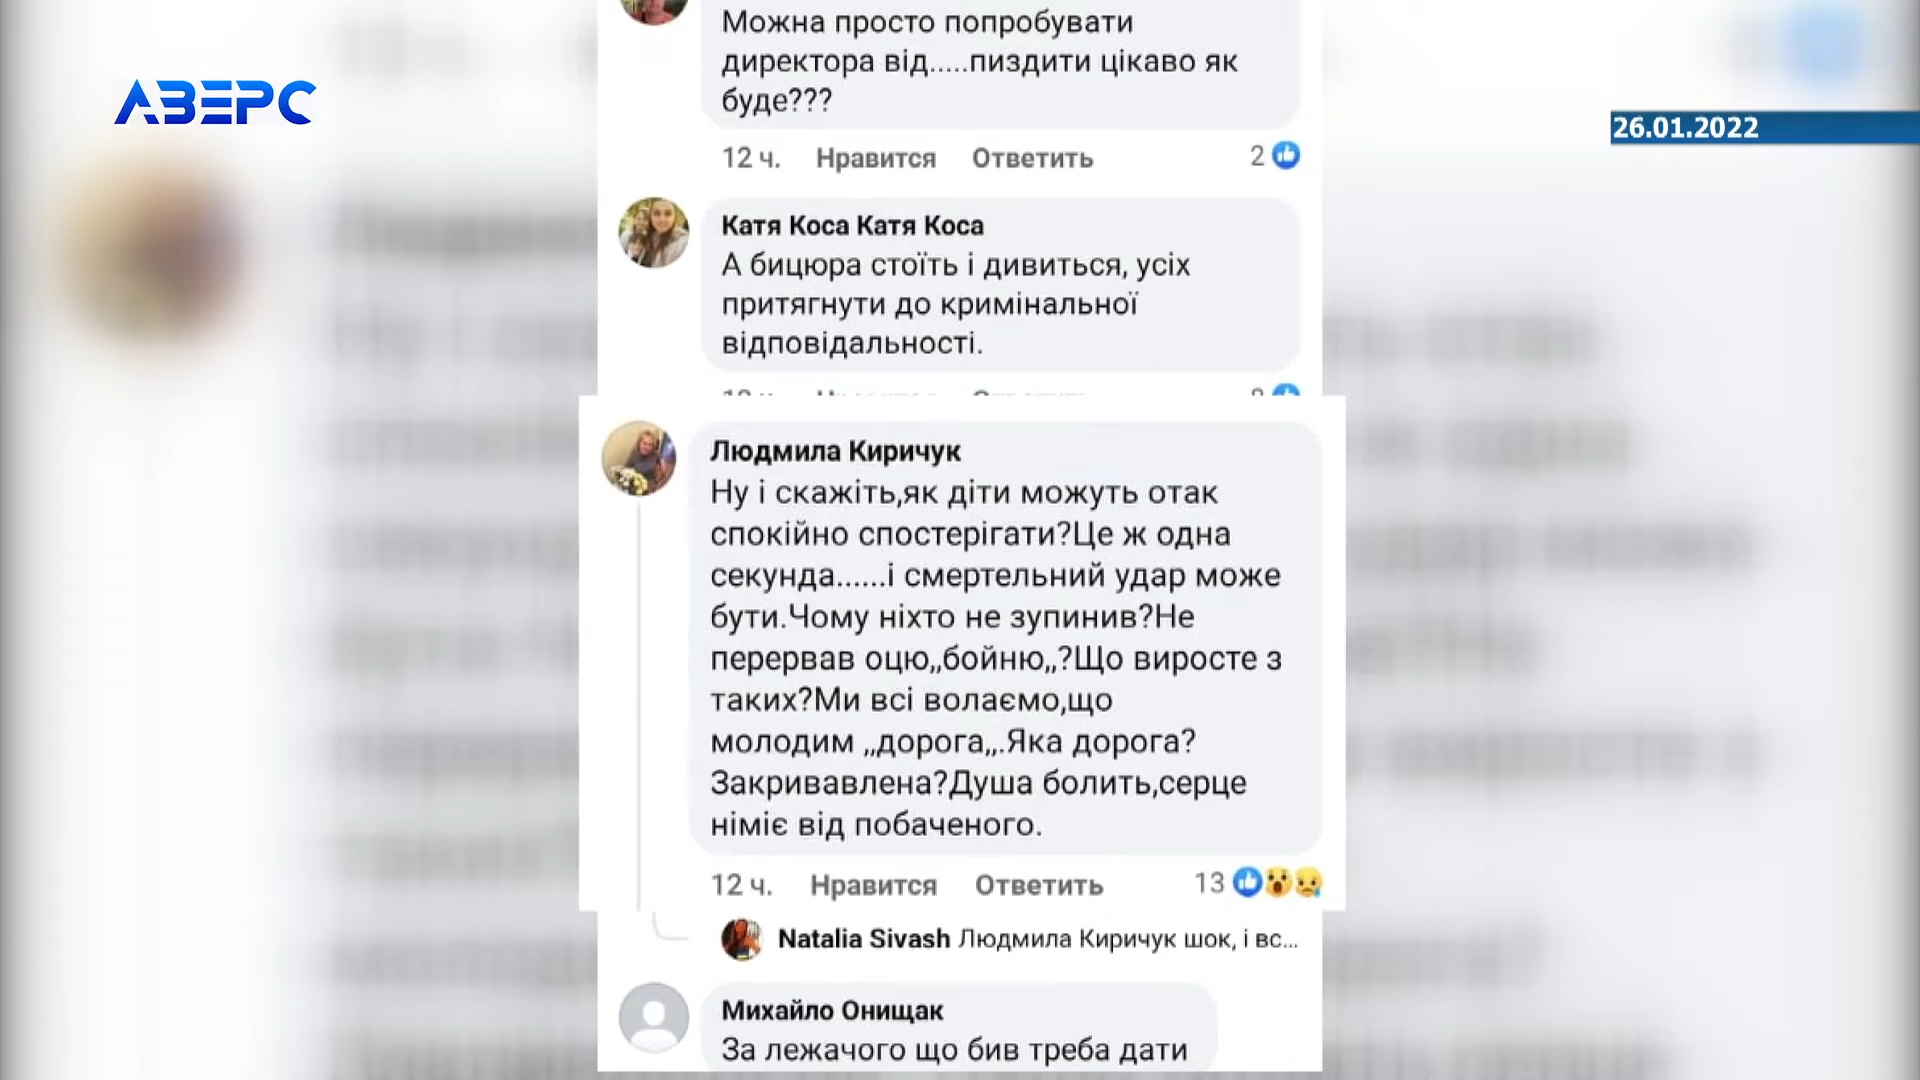 АВЕРС
26.01.2022
Можна просто попробувати
директора від.....пиздити цікаво як
буде???
12 ч. Нравится Ответить 2
Катя Коса Катя Коса
А бицюра стоїть і дивиться, усіх
притягнути до кримінальної
відповідальності.
Людмила Киричук
Ну і скажіть,як діти можуть отак
спокійно спостерігати?Це ж одна
секунда......і смертельний удар може
бути.Чому ніхто не зупинив?Не
перервав оцю,,бойню,,?Що виросте з
таких?Ми всі волаємо,що
молодим ,,дорога,,.Яка дорога?
Закривавлена?Душа болить,серце
німіє від побаченого.
12 ч. Нравится Ответить 13
Natalia Sivash Людмила Киричук шок, і вс...
Михайло Онищак
За лежачого що бив треба дати